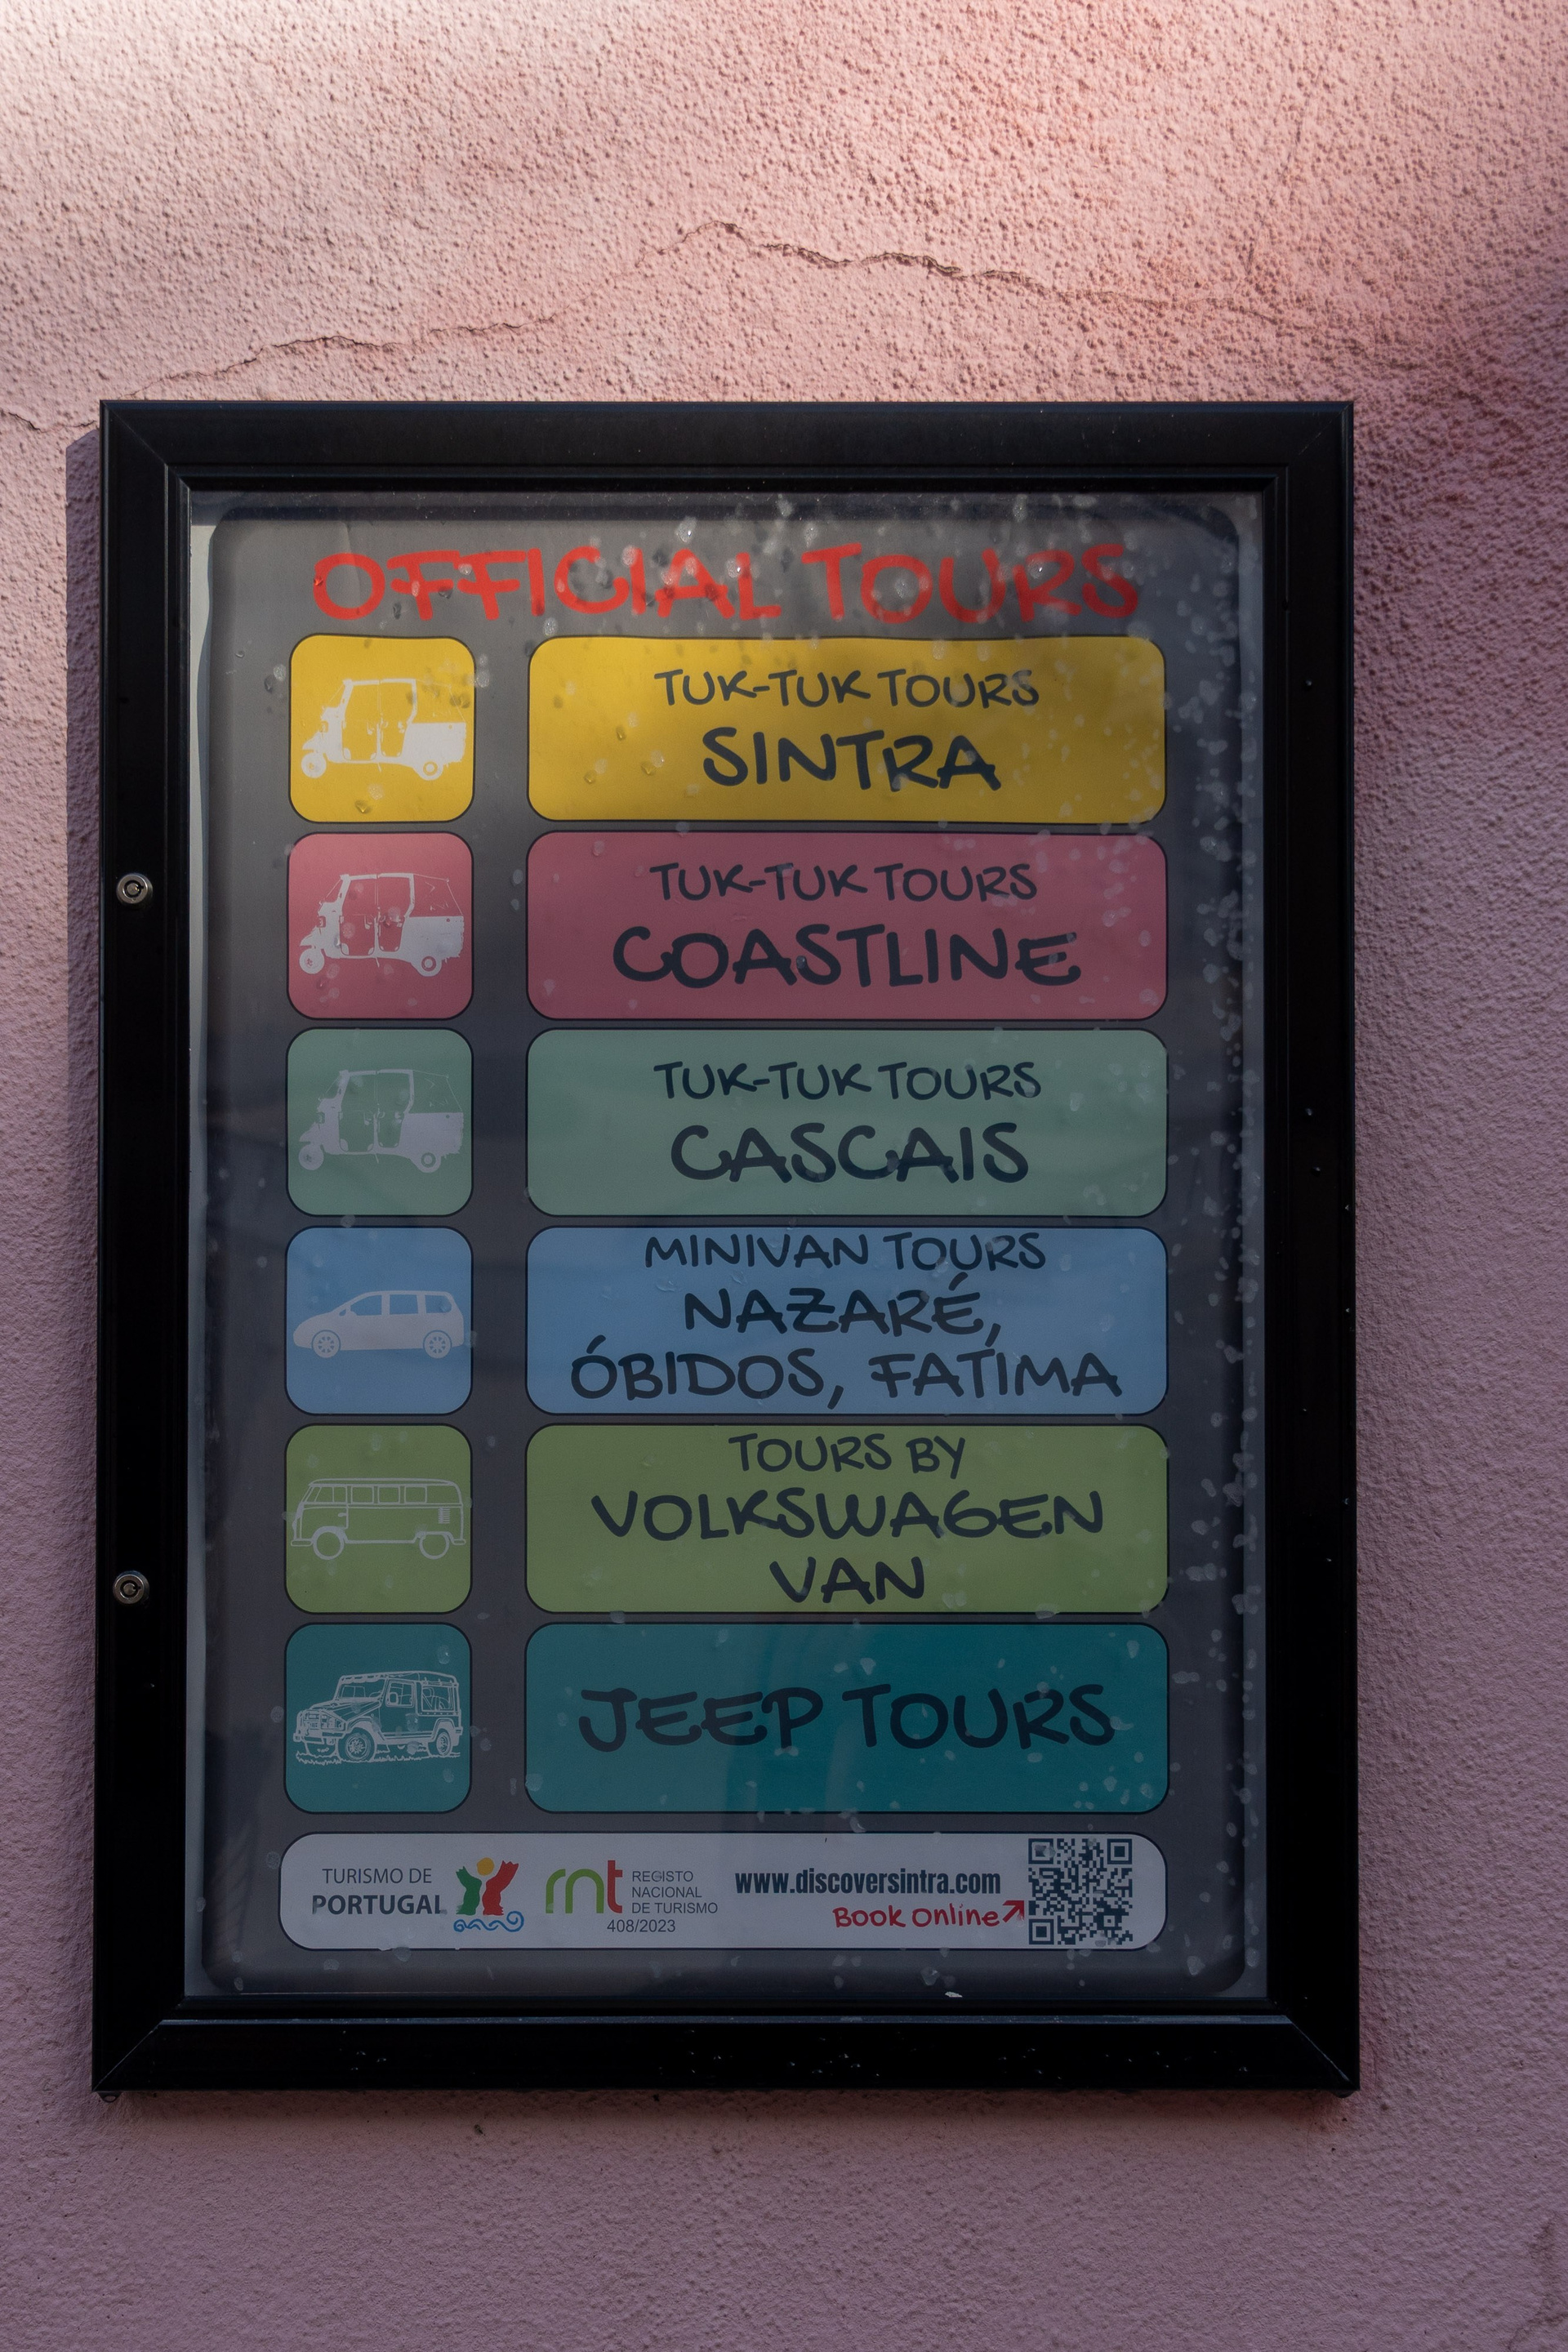 OFFICIAL TOURS
TUK-TUK TOURS
SINTRA
TUK-TUK TOURS
COASTLINE
TUK-TUK TOURS
CASCAIS
MINIVAN TOURS
NAZARÉ,
ÓBIDOS, FATIMA
TOURS BY
VOLKSWAGEN
VAN
JEEP TOURS
TURISMO DE
PORTUGAL
rnt
REGISTO
NACIONAL
DE TURISMO
408/2023
www.discoversintra.com
Book Online